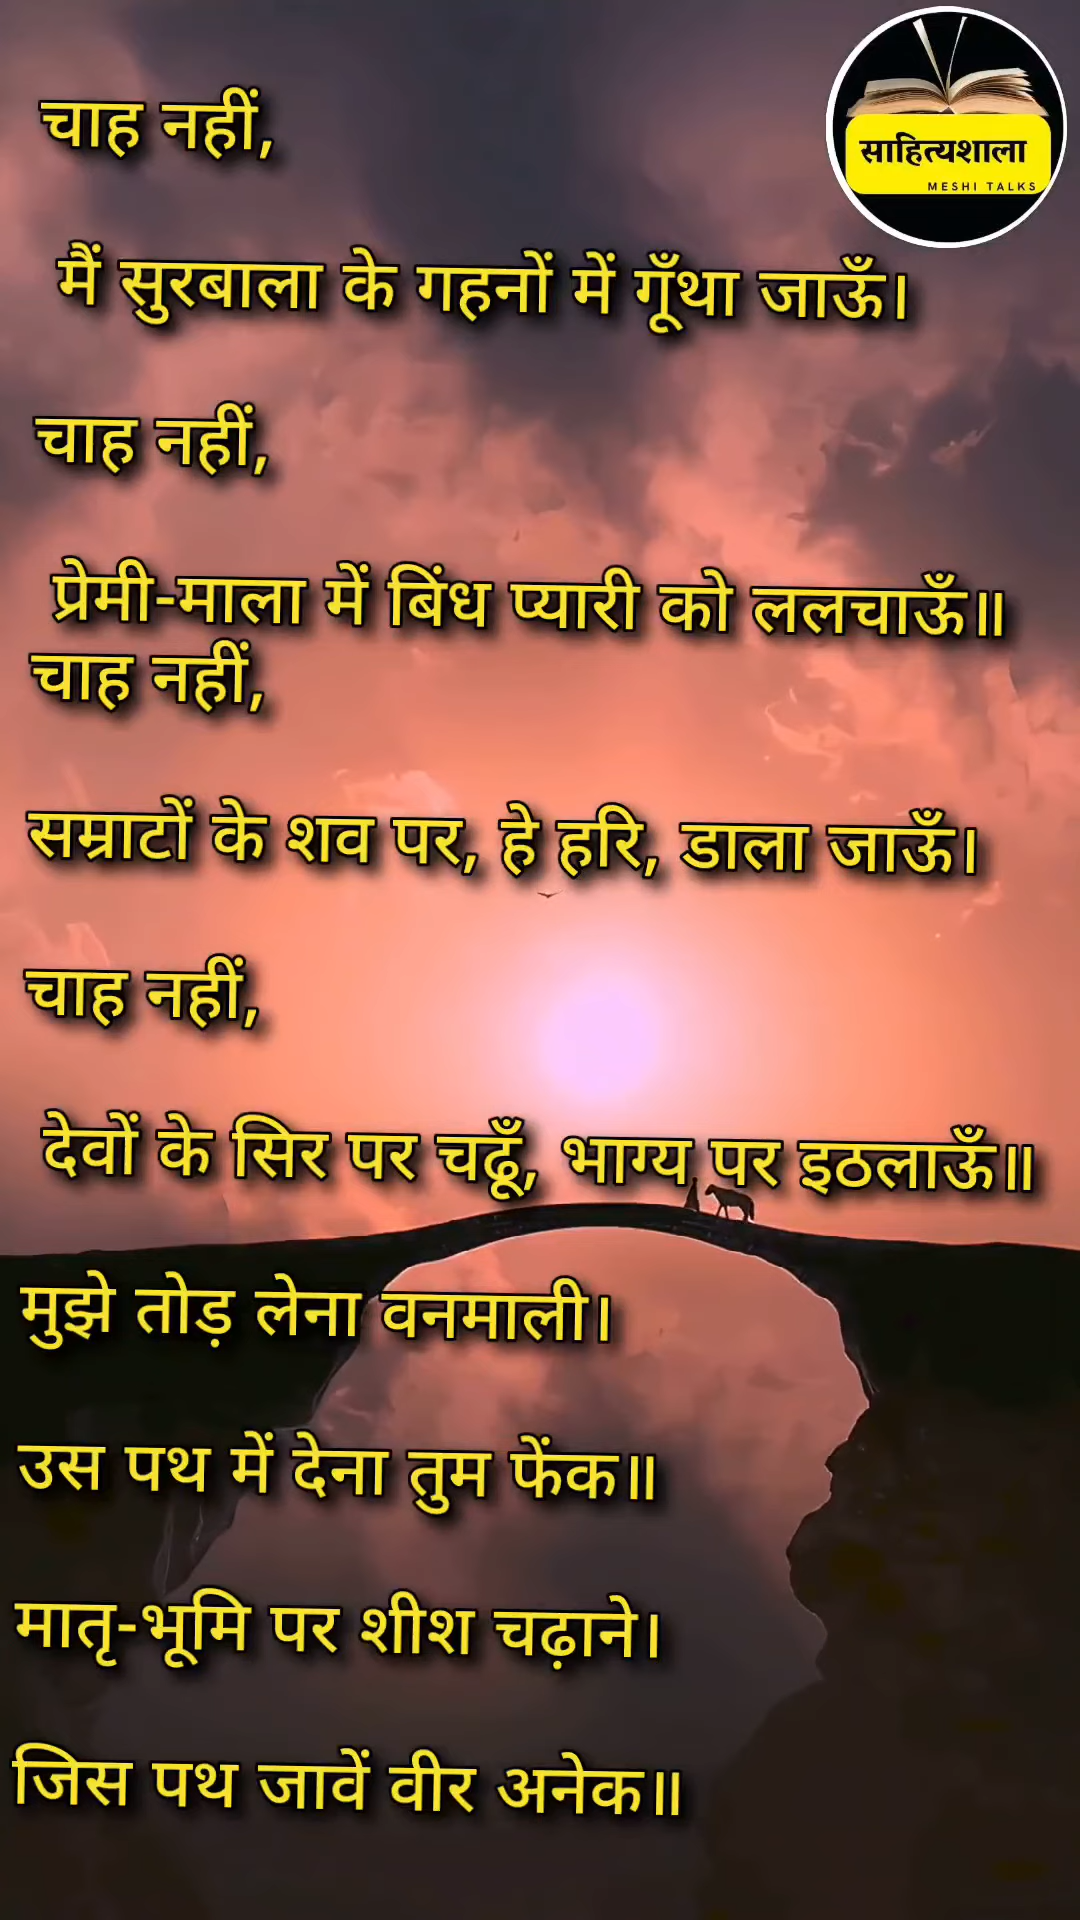 साहित्यशाला
MESHI TALKS
चाह नहीं,
मैं सुरबाला के गहनों में गूँथा जाऊँ।
चाह नहीं,
प्रेमी-माला में बिंध प्यारी को ललचाऊँ॥
चाह नहीं,
सम्राटों के शव पर, हे हरि, डाला जाऊँ।
चाह नहीं,
देवों के सिर पर चढूँ, भाग्य पर इठलाऊँ॥
मुझे तोड़ लेना वनमाली।
उस पथ में देना तुम फेंक॥
मातृ-भूमि पर शीश चढ़ाने।
जिस पथ जावें वीर अनेक॥